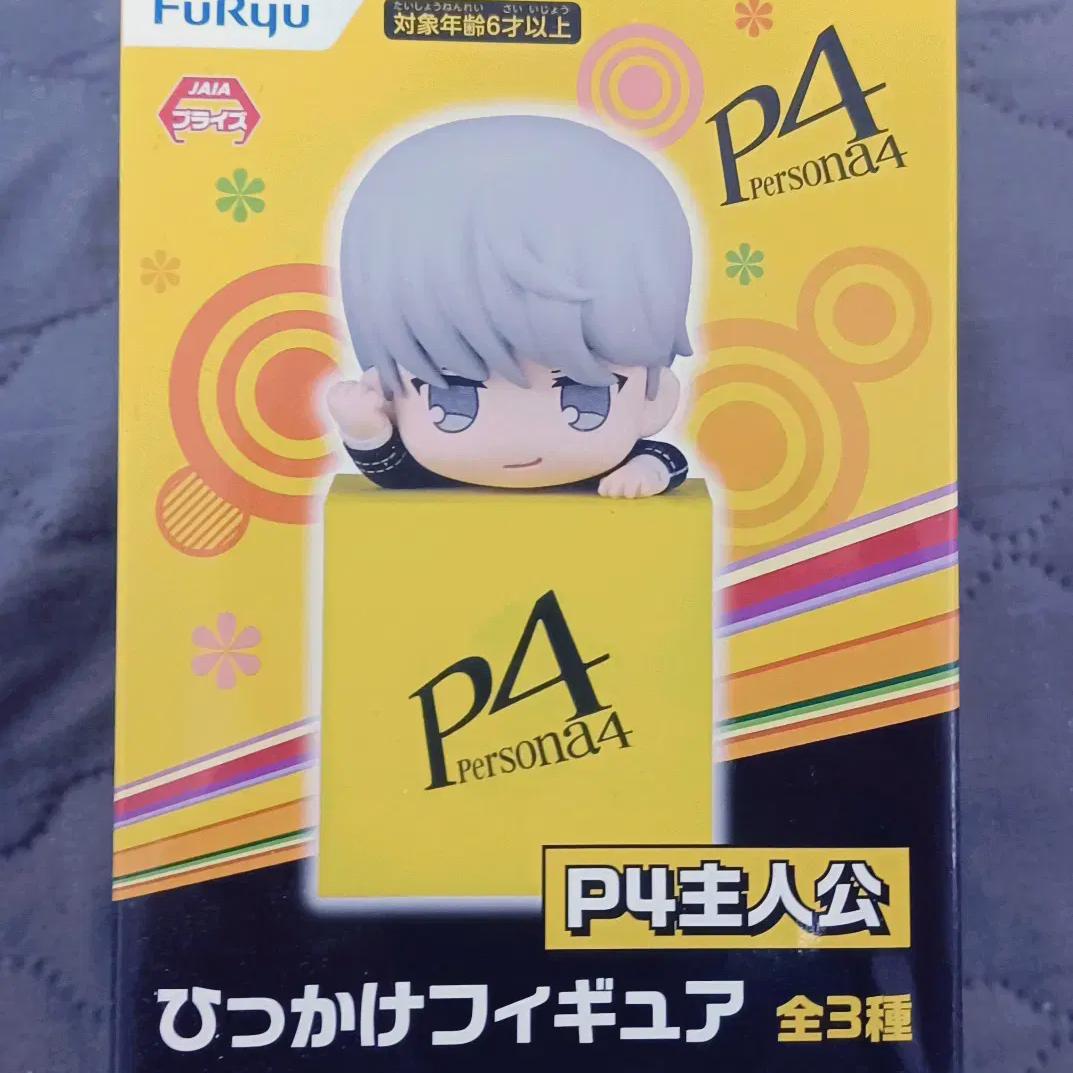 FuRyu
たいしょうねんれい さい いじょう
対象年齢6才以上
JAIA
プライズ
P4
Persona4
P4
Persona4
P4主人公
ひっかけフィギュア 全3種